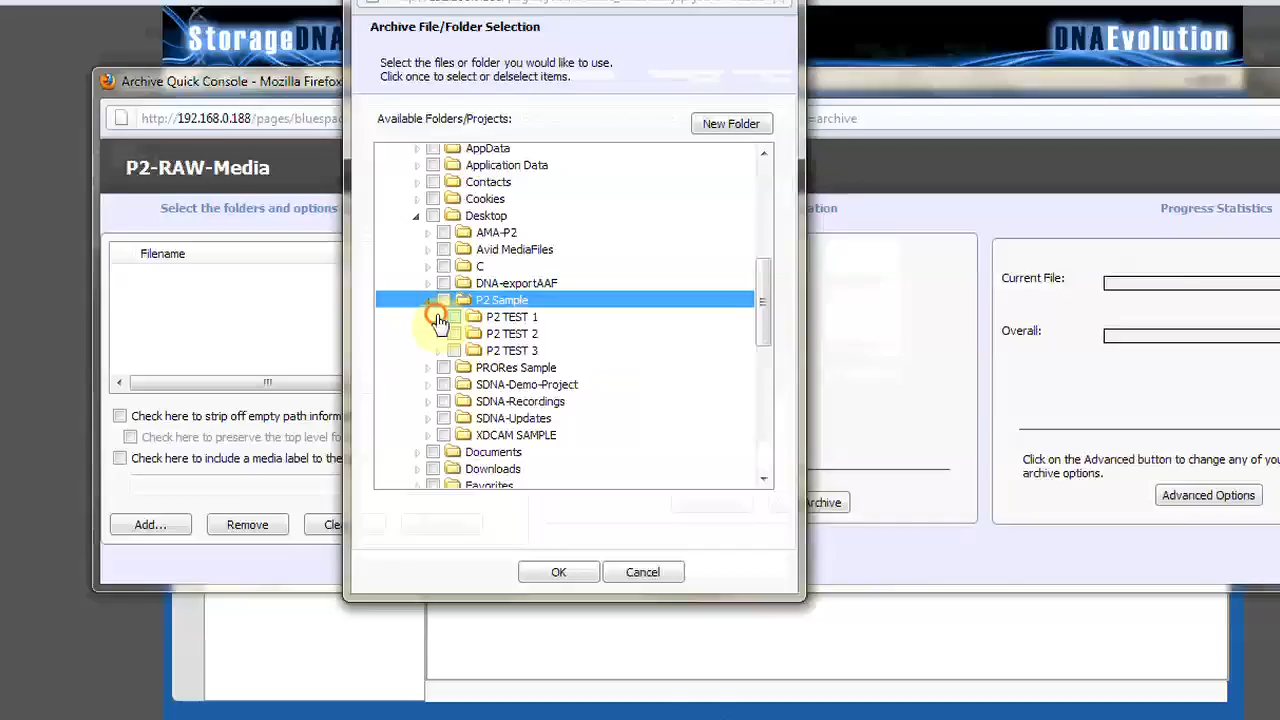 StorageDNA
DNAEvolution
Archive File/Folder Selection
Select the files or folder you would like to use.
Click once to select or delselect items.
Archive Quick Console - Mozilla Firefox
http://192.168.0.188/pages/bluespa
=archive
Available Folders/Projects:
New Folder
P2-RAW-Media
AppData
Application Data
Contacts
Cookies
Desktop
AMA-P2
Avid MediaFiles
C
DNA-exportAAF
P2 Sample
P2 TEST 1
P2 TEST 2
P2 TEST 3
PRORes Sample
SDNA-Demo-Project
SDNA-Recordings
SDNA-Updates
XDCAM SAMPLE
Documents
Downloads
Favorites
Select the folders and options
ation
Progress Statistics
Filename
Current File:
Overall:
Check here to strip off empty path inform
Check here to preserve the top level fo
Check here to include a media label to the
Click on the Advanced button to change any of you
archive options.
Add...
Remove
Cle
Archive
Advanced Options
OK
Cancel